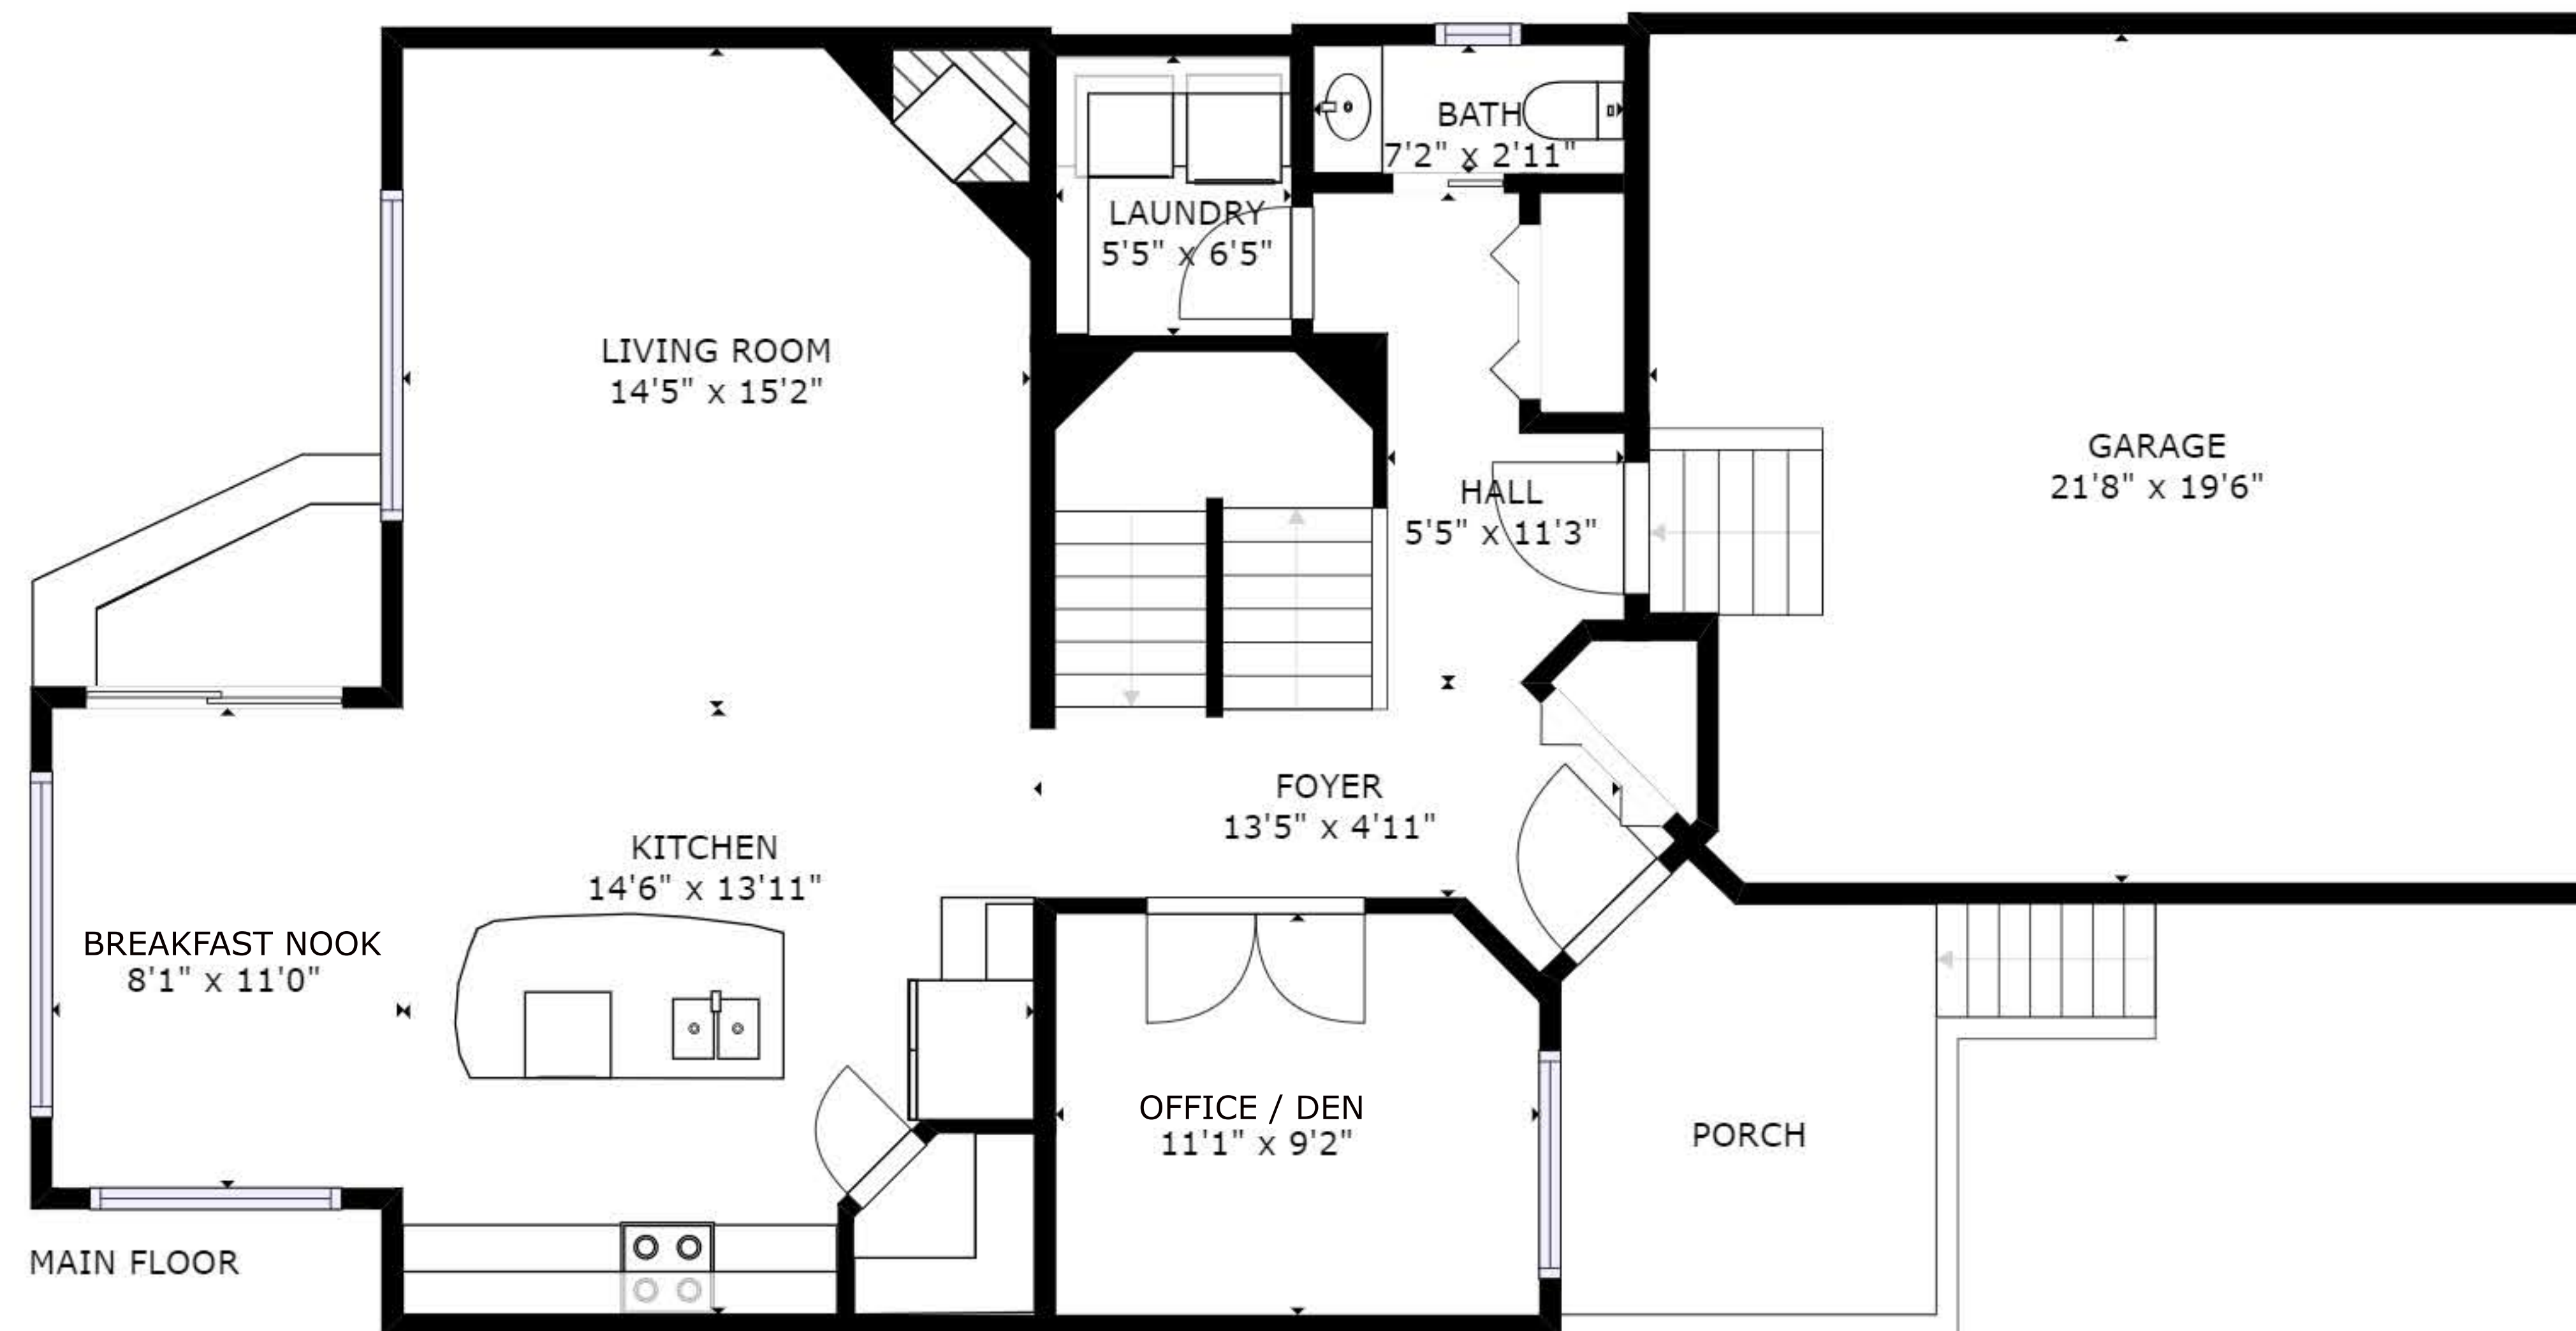 BATH
7'2" x 2'11"
LAUNDRY
5'5" x 6'5"
LIVING ROOM
14'5" x 15'2"
GARAGE
21'8" x 19'6"
HALL
5'5" x 11'3"
FOYER
13'5" x 4'11"
KITCHEN
14'6" x 13'11"
BREAKFAST NOOK
8'1" x 11'0"
OFFICE / DEN
11'1" x 9'2"
PORCH
MAIN FLOOR